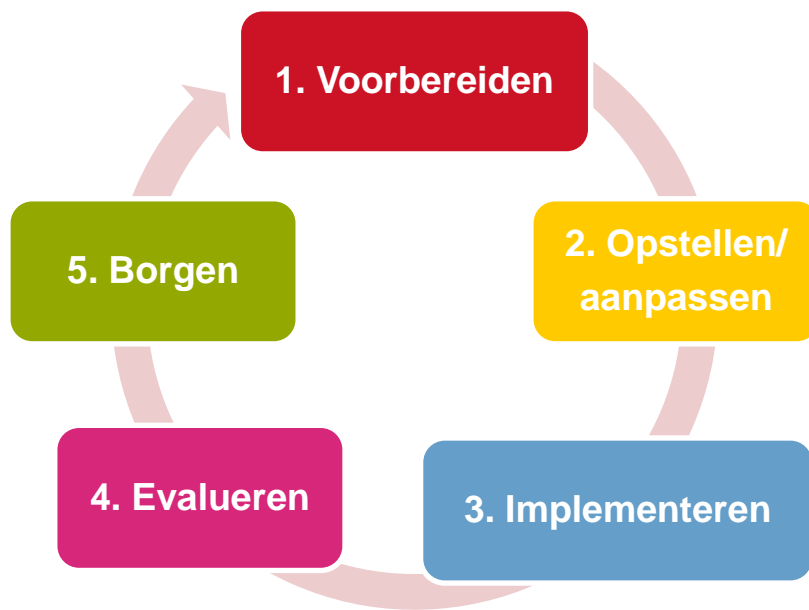 1. Voorbereiden
2. Opstellen/
aanpassen
3. Implementeren
4. Evalueren
5. Borgen